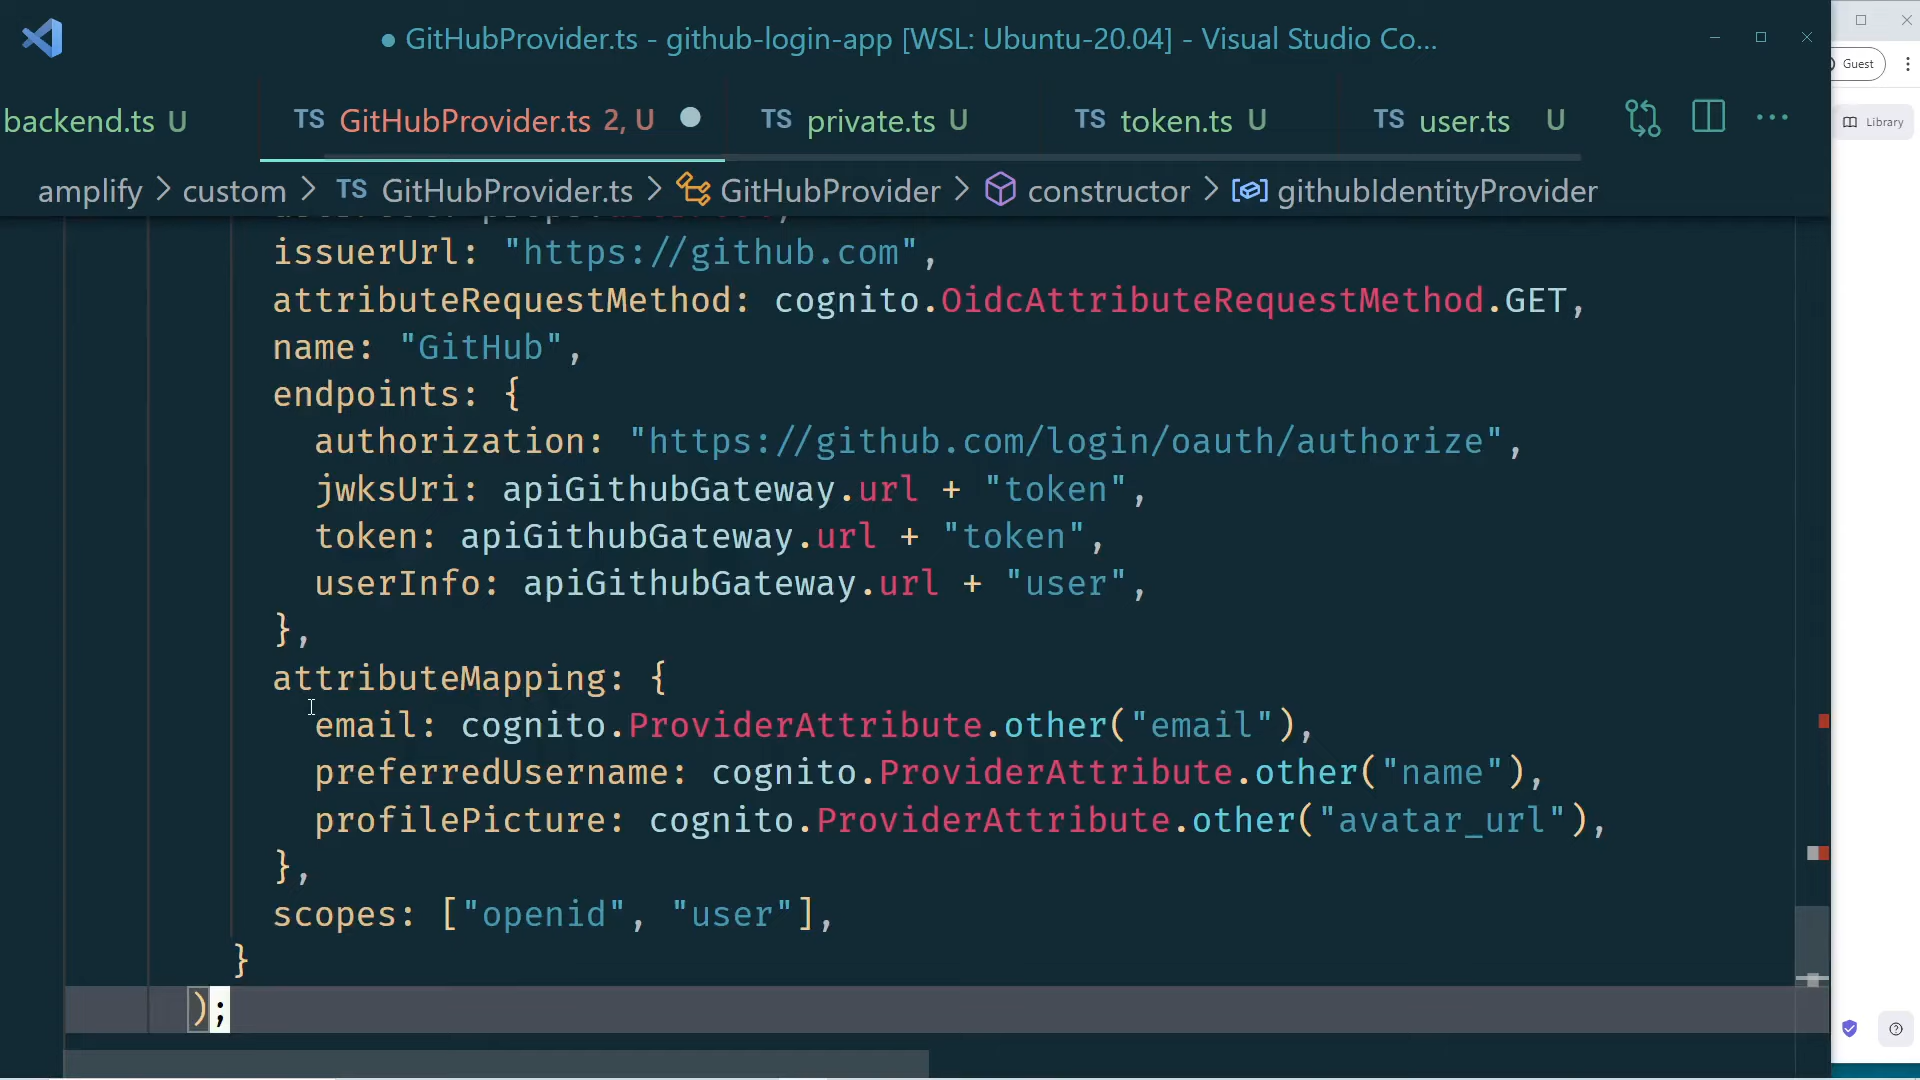 ● GitHubProvider.ts - github-login-app [WSL: Ubuntu-20.04] - Visual Studio Co...
Guest
backend.ts U
TS GitHubProvider.ts 2, U
TS private.ts U
TS token.ts U
TS user.ts U
Library
amplify > custom > TS GitHubProvider.ts > GitHubProvider > constructor > githubIdentityProvider
issuerUrl: "https://github.com",
attributeRequestMethod: cognito.OidcAttributeRequestMethod.GET,
name: "GitHub",
endpoints: {
authorization: "https://github.com/login/oauth/authorize",
jwksUri: apiGithubGateway.url + "token",
token: apiGithubGateway.url + "token",
userInfo: apiGithubGateway.url + "user",
},
attributeMapping: {
email: cognito.ProviderAttribute.other("email"),
preferredUsername: cognito.ProviderAttribute.other("name"),
profilePicture: cognito.ProviderAttribute.other("avatar_url"),
},
scopes: ["openid", "user"],
}
);